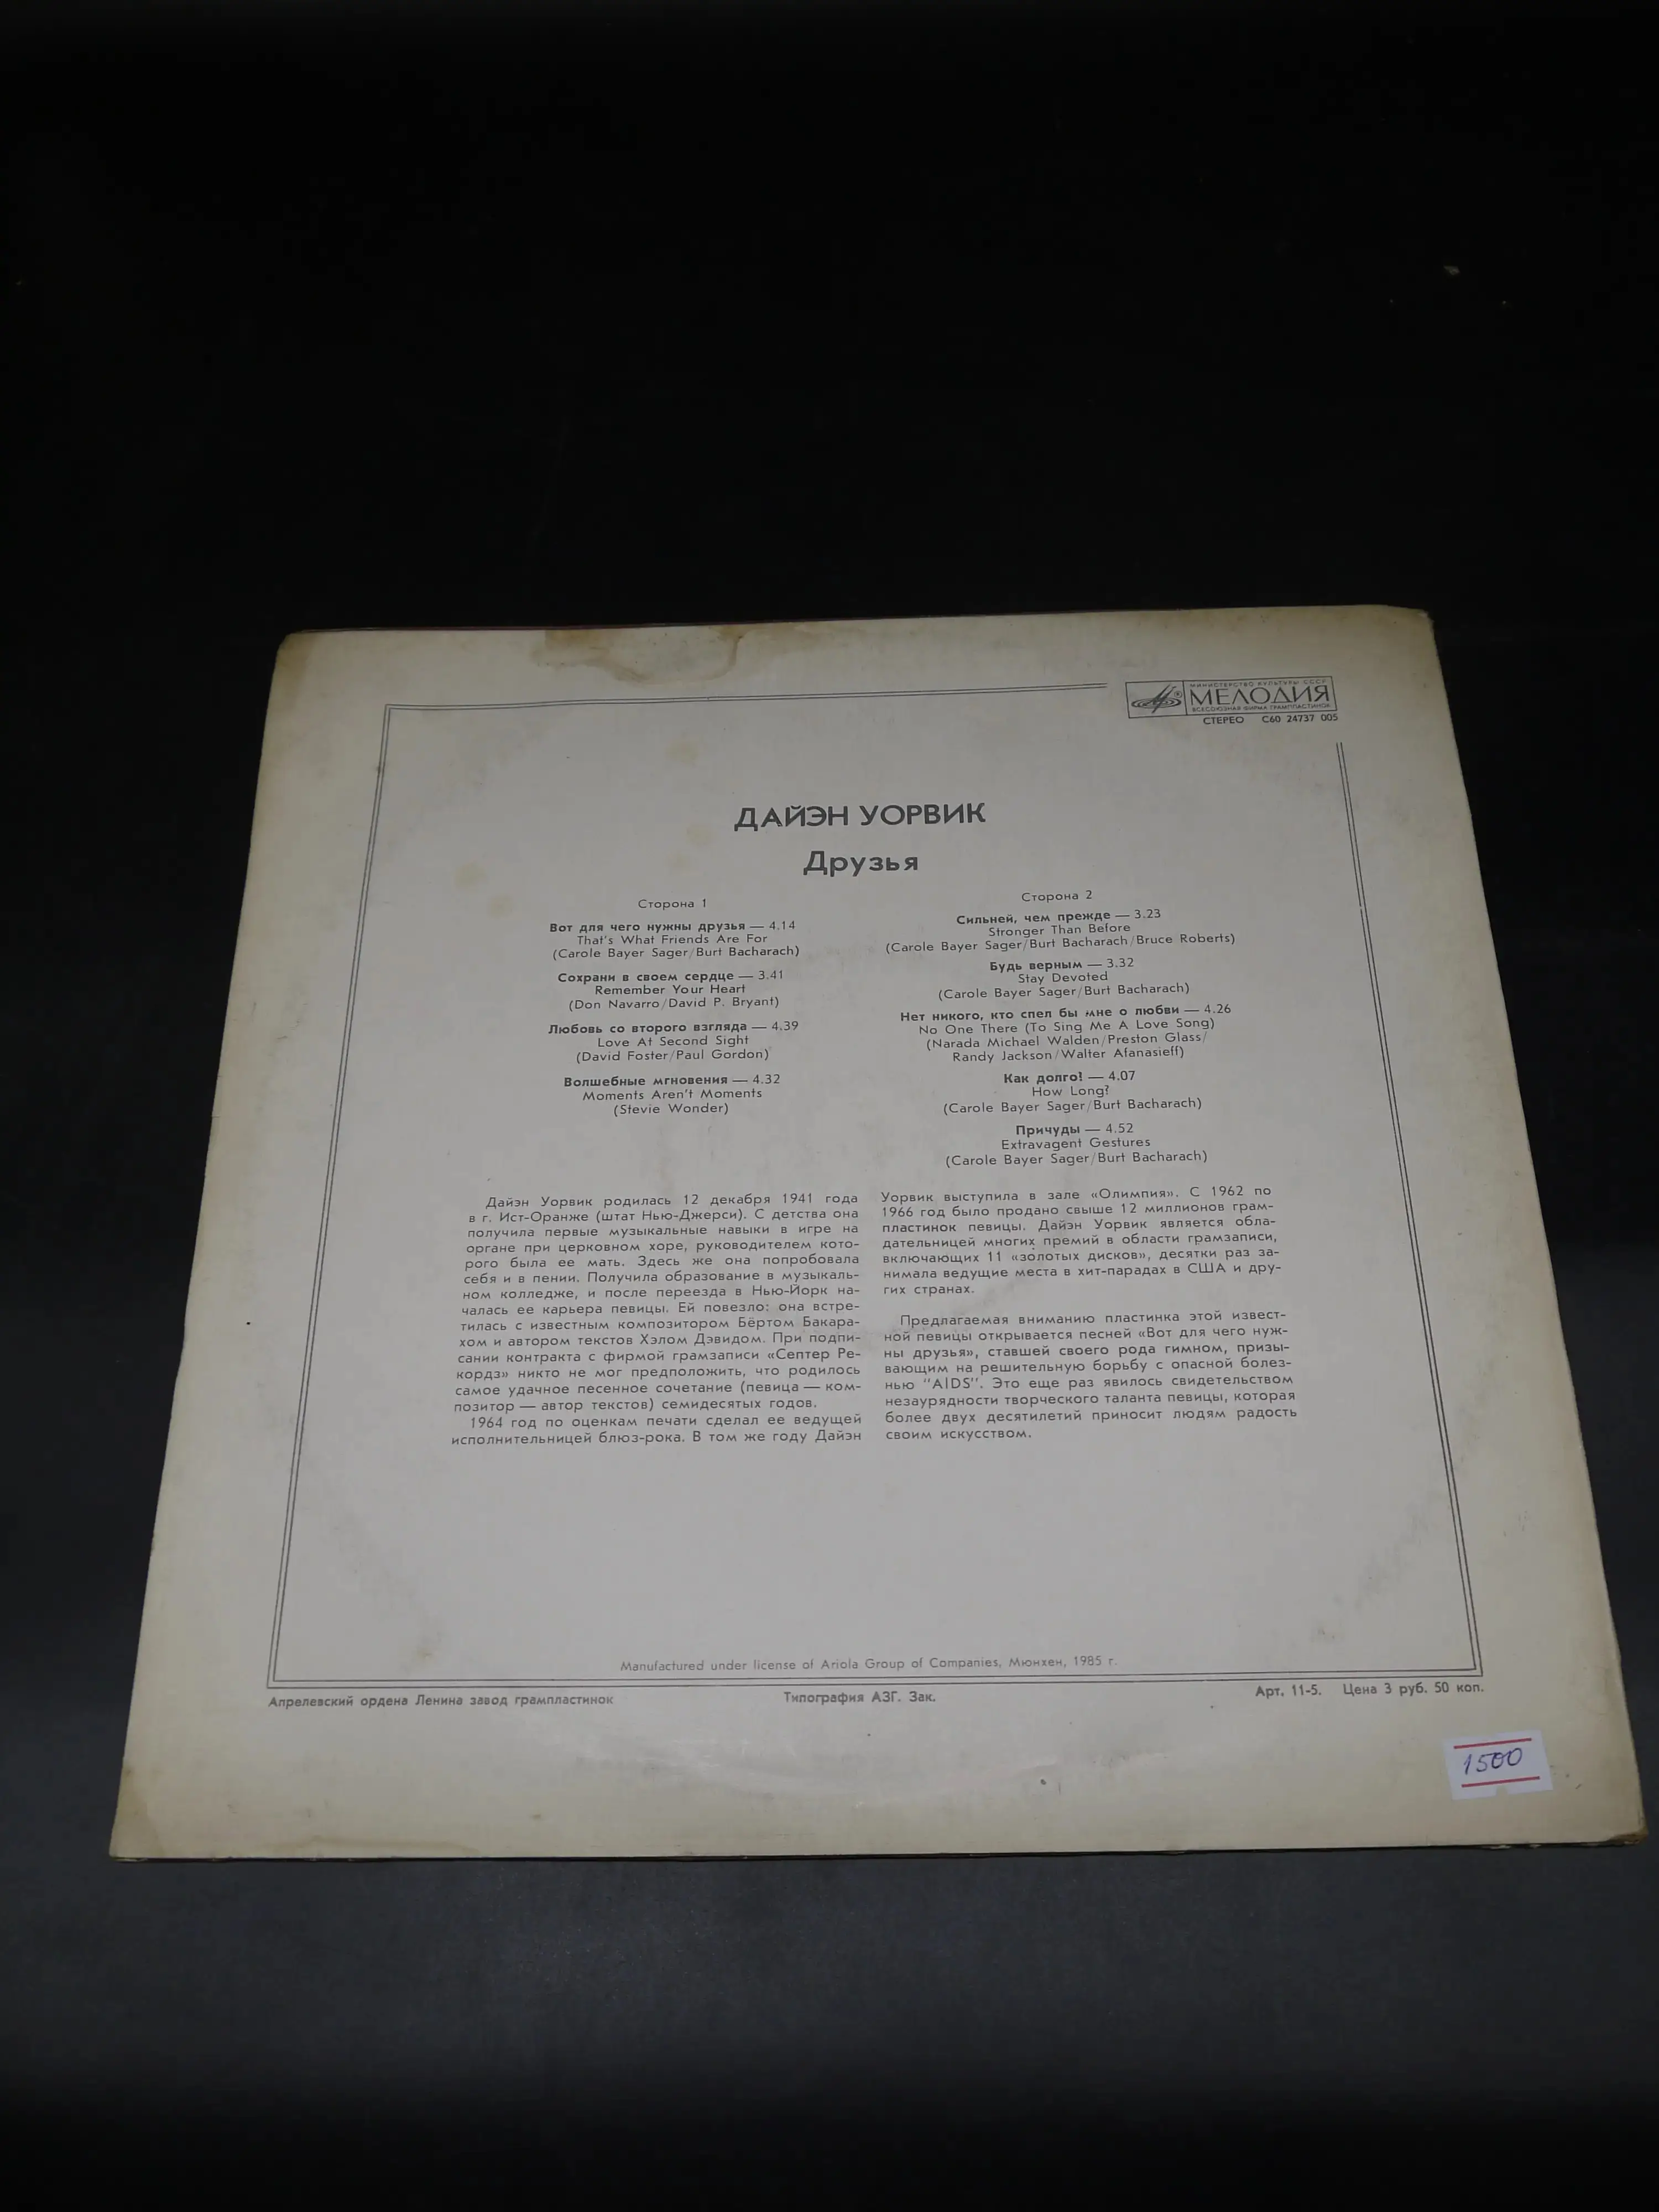 МИНИСТЕРСТВО КУЛЬТУРЫ СССР
МЕЛОДИЯ
ВСЕСОЮЗНАЯ ФИРМА ГРАМПЛАСТИНОК
СТЕРЕО С60 24737 005
ДАЙЭН УОРВИК
Друзья
Сторона 1
Вот для чего нужны друзья — 4.14
That's What Friends Are For
(Carole Bayer Sager/Burt Bacharach)
Сохрани в своем сердце — 3.41
Remember Your Heart
(Don Navarro/David P. Bryant)
Любовь со второго взгляда — 4.39
Love At Second Sight
(David Foster/Paul Gordon)
Волшебные мгновения — 4.32
Moments Aren't Moments
(Stevie Wonder)
Сторона 2
Сильней, чем прежде — 3.23
Stronger Than Before
(Carole Bayer Sager/Burt Bacharach/Bruce Roberts)
Будь верным — 3.32
Stay Devoted
(Carole Bayer Sager/Burt Bacharach)
Нет никого, кто спел бы мне о любви — 4.26
No One There (To Sing Me A Love Song)
(Narada Michael Walden/Preston Glass/
Randy Jackson/Walter Afanasieff)
Как долго! — 4.07
How Long?
(Carole Bayer Sager/Burt Bacharach)
Причуды — 4.52
Extravagent Gestures
(Carole Bayer Sager/Burt Bacharach)
Дайэн Уорвик родилась 12 декабря 1941 года
в г. Ист-Оранже (штат Нью-Джерси). С детства она
получила первые музыкальные навыки в игре на
органе при церковном хоре, руководителем кото-
рого была ее мать. Здесь же она попробовала
себя и в пении. Получила образование в музыкаль-
ном колледже, и после переезда в Нью-Йорк на-
чалась ее карьера певицы. Ей повезло: она встре-
тилась с известным композитором Бёртом Бакара-
хом и автором текстов Хэлом Дэвидом. При подпи-
сании контракта с фирмой грамзаписи «Септер Ре-
кордз» никто не мог предположить, что родилось
самое удачное песенное сочетание (певица — ком-
позитор — автор текстов) семидесятых годов.
1964 год по оценкам печати сделал ее ведущей
исполнительницей блюз-рока. В том же году Дайэн
Уорвик выступила в зале «Олимпия». С 1962 по
1966 год было продано свыше 12 миллионов грам-
пластинок певицы. Дайэн Уорвик является обла-
дательницей многих премий в области грамзаписи,
включающих 11 «золотых дисков», десятки раз за-
нимала ведущие места в хит-парадах в США и дру-
гих странах.
Предлагаемая вниманию пластинка этой извест-
ной певицы открывается песней «Вот для чего нуж-
ны друзья», ставшей своего рода гимном, призы-
вающим на решительную борьбу с опасной болез-
нью "AIDS". Это еще раз явилось свидетельством
незаурядности творческого таланта певицы, которая
более двух десятилетий приносит людям радость
своим искусством.
Manufactured under license of Ariola Group of Companies, Мюнхен, 1985 г.
Апрелевский ордена Ленина завод грампластинок Типография АЗГ. Зак. Арт. 11-5. Цена 3 руб. 50 коп.
1500